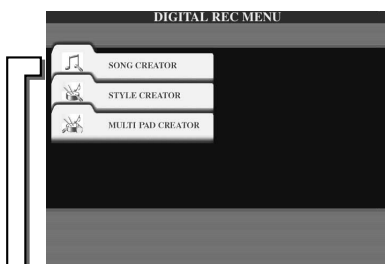 DIGITAL REC MENU
SONG CREATOR
STYLE CREATOR
MULTI PAD CREATOR